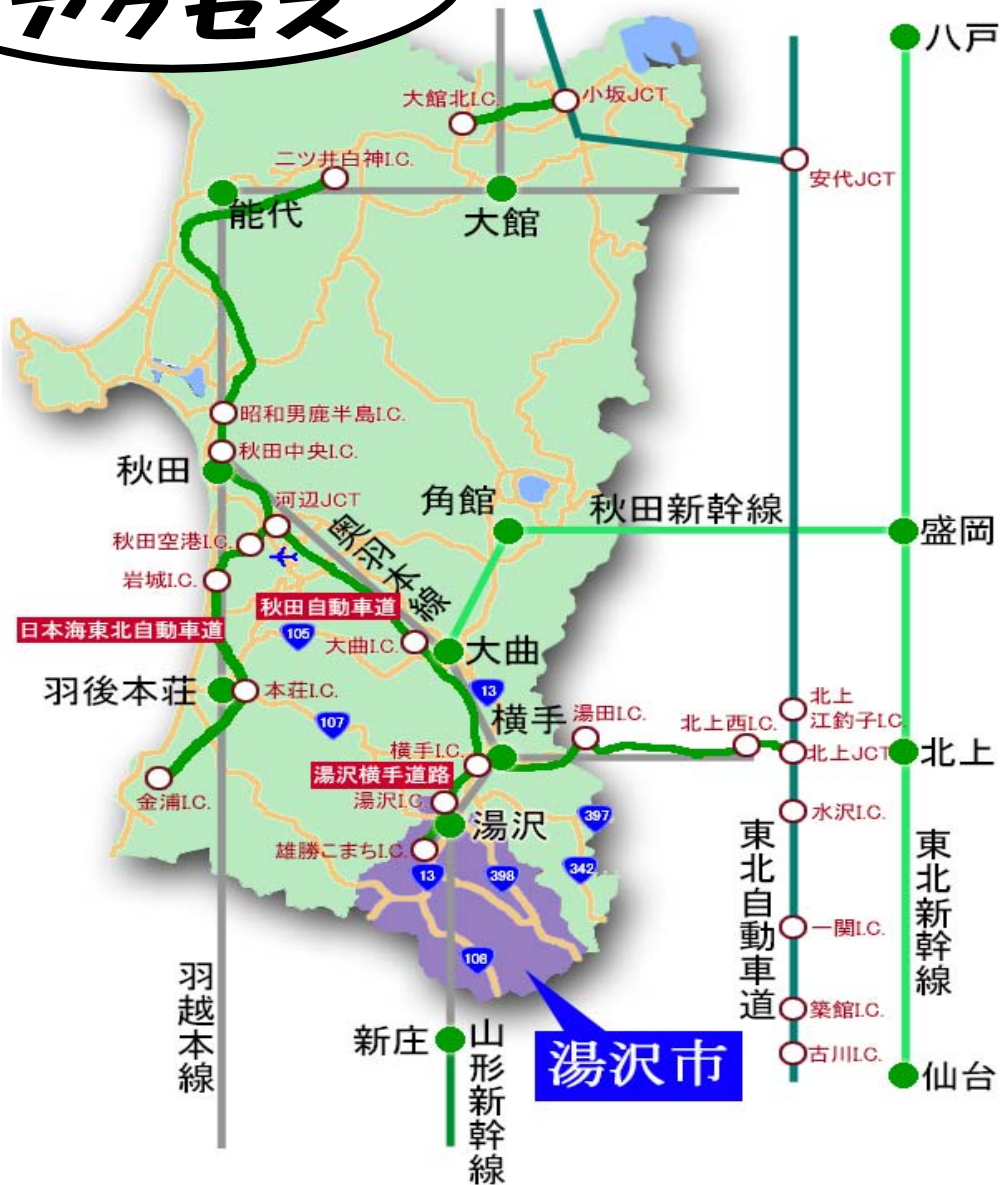 アクセス
八戸
大館北I.C.
小坂JCT
二ツ井白神I.C.
安代JCT
能代
大館
昭和男鹿半島I.C.
秋田中央I.C.
秋田
河辺JCT
角館
秋田新幹線
盛岡
奥羽本線
秋田空港I.C.
岩城I.C.
秋田自動車道
日本海東北自動車道
105
大曲I.C.
大曲
羽後本荘
本荘I.C.
13
107
横手
湯田I.C.
北上西I.C.
北上
江釣子I.C
北上JCT
北上
横手I.C.
湯沢横手道路
湯沢I.C.
金浦I.C.
湯沢
397
水沢I.C.
雄勝こまちI.C.
13
398
342
東北自動車道
東北新幹線
一関I.C.
108
羽越本線
築館I.C.
新庄
山形新幹線
湯沢市
古川I.C.
仙台